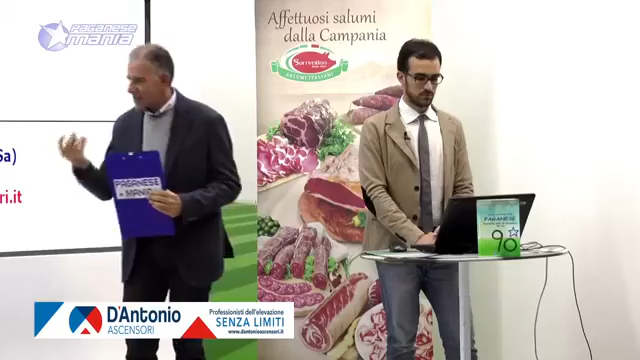 PAGANESE
mania
Affettuosi salumi
dalla Campania
Sorrentino
SALUMI ITALIANI
Sa)
ri.it
PAGANESE
MANIA
PAGANESE
90
D'Antonio
ASCENSORI
Professionisti dell'elevazione
SENZA LIMITI
www.dantonioascensori.it